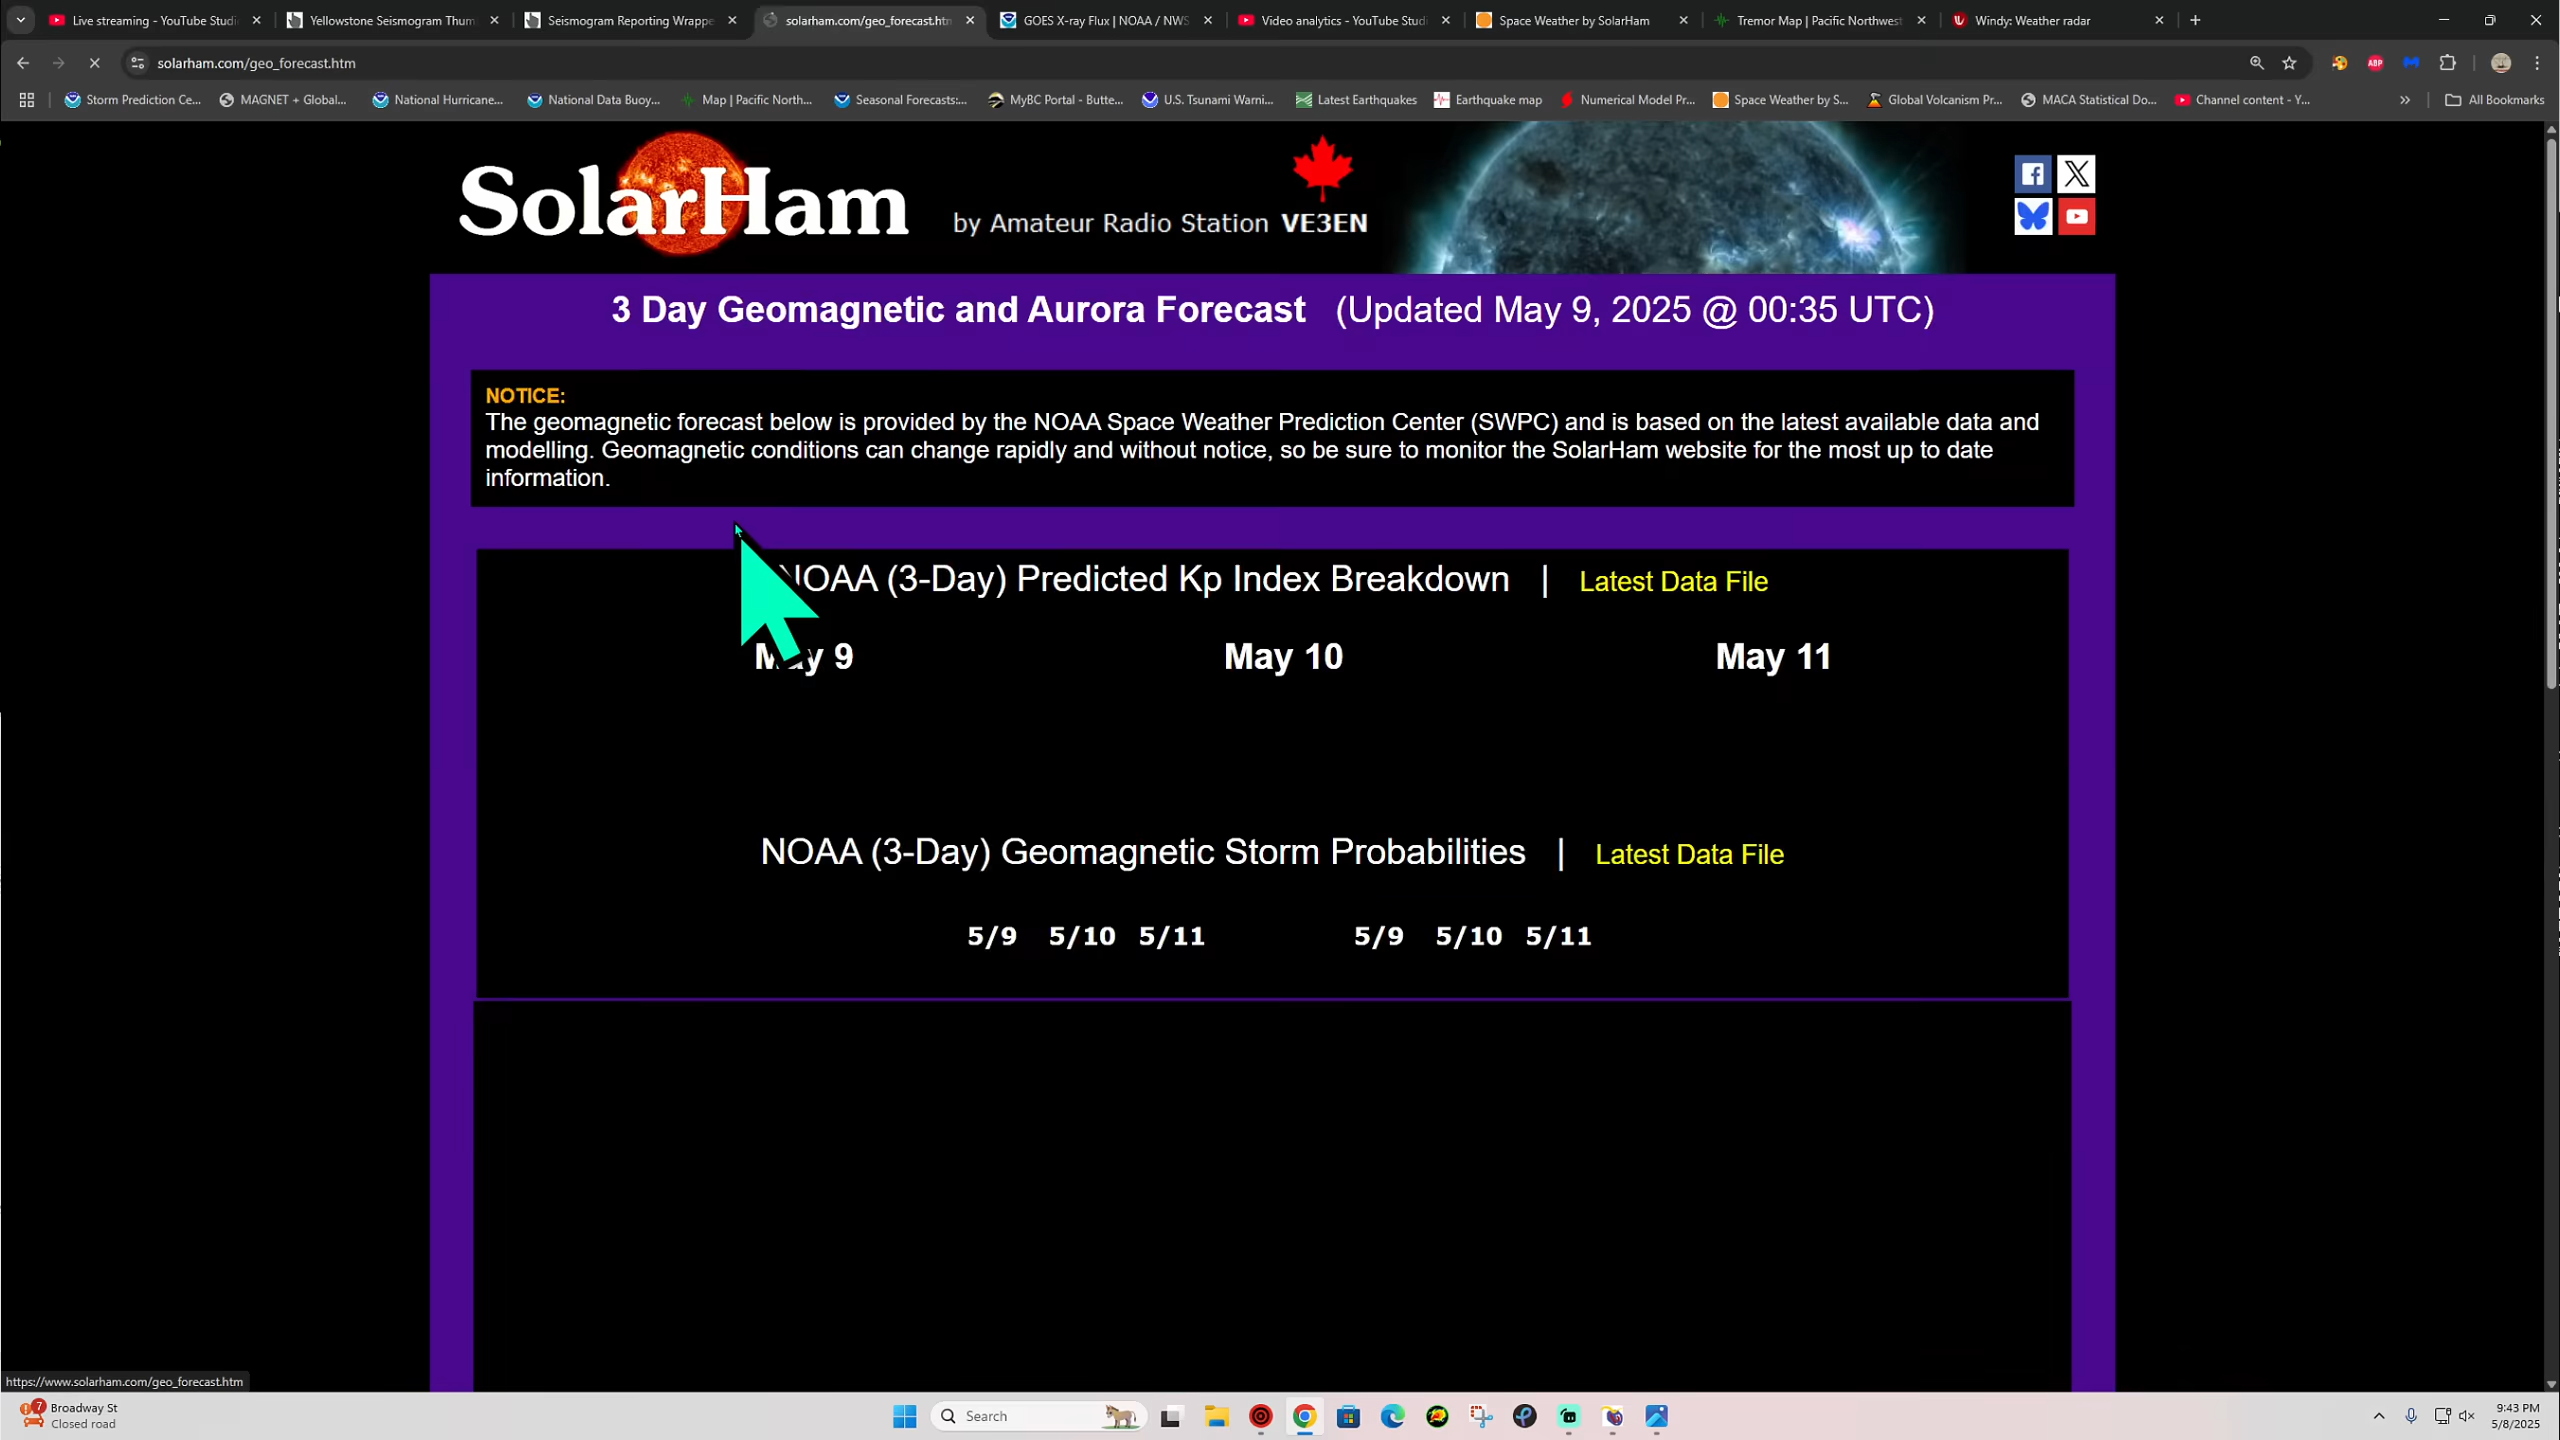 Live streaming - YouTube Studi
Yellowstone Seismogram Thum
Seismogram Reporting Wrappe
solarham.com/geo_forecast.htm
GOES X-ray Flux | NOAA / NWS
Video analytics - YouTube Studi
Space Weather by SolarHam
Tremor Map | Pacific Northwest
Windy: Weather radar
solarham.com/geo_forecast.htm
ABP
Storm Prediction Ce...
MAGNET + Global...
National Hurricane...
National Data Buoy...
Map | Pacific North...
Seasonal Forecasts:...
MyBC Portal - Butte...
U.S. Tsunami Warni...
Latest Earthquakes
Earthquake map
Numerical Model Pr...
Space Weather by S...
Global Volcanism Pr...
MACA Statistical Do...
Channel content - Y...
All Bookmarks
SolarHam
by Amateur Radio Station VE3EN
3 Day Geomagnetic and Aurora Forecast (Updated May 9, 2025 @ 00:35 UTC)
NOTICE:
The geomagnetic forecast below is provided by the NOAA Space Weather Prediction Center (SWPC) and is based on the latest available data and
modelling. Geomagnetic conditions can change rapidly and without notice, so be sure to monitor the SolarHam website for the most up to date
information.
NOAA (3-Day) Predicted Kp Index Breakdown | Latest Data File
May 9 May 10 May 11
NOAA (3-Day) Geomagnetic Storm Probabilities | Latest Data File
5/9 5/10 5/11 5/9 5/10 5/11
https://www.solarham.com/geo_forecast.htm
7
Broadway St
Closed road
Search
9:43 PM
5/8/2025